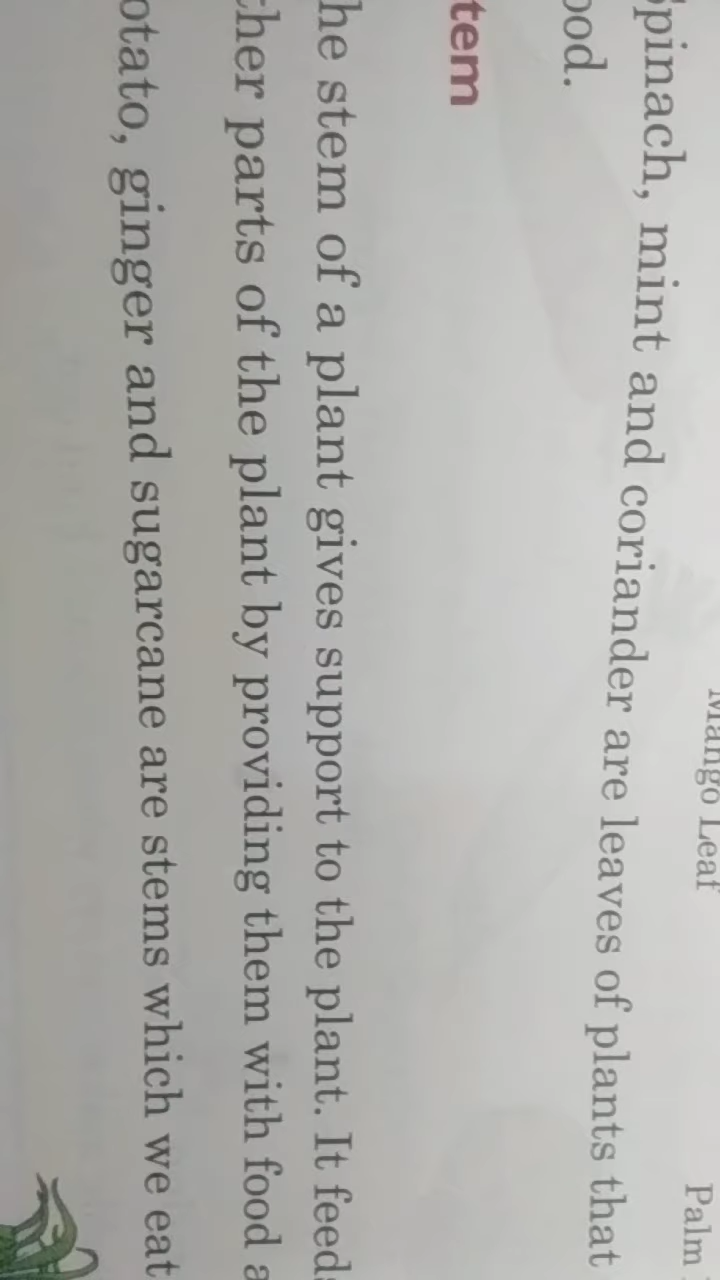 Mango Leaf
Palm
pinach, mint and coriander are leaves of plants that
ood.
tem
he stem of a plant gives support to the plant. It feeds
ther parts of the plant by providing them with food a
otato, ginger and sugarcane are stems which we eat